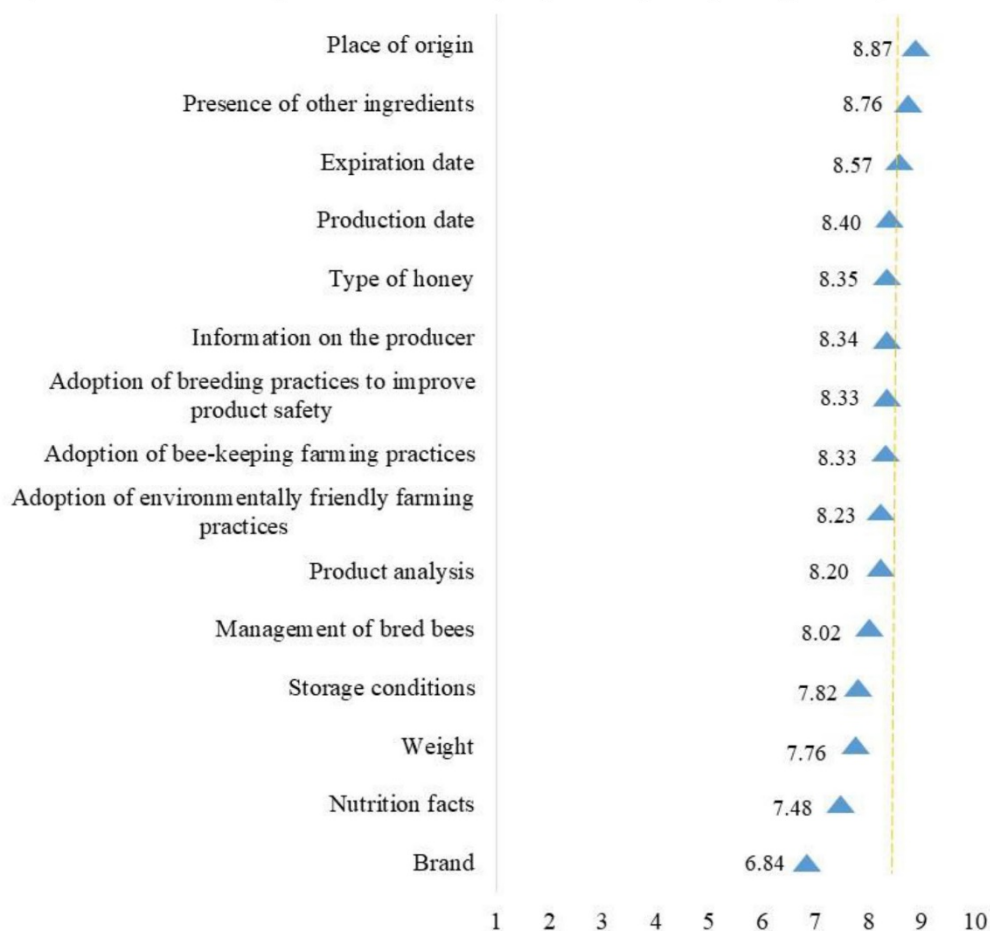 Place of origin 8.87
Presence of other ingredients 8.76
Expiration date 8.57
Production date 8.40
Type of honey 8.35
Information on the producer 8.34
Adoption of breeding practices to improve
product safety 8.33
Adoption of bee-keeping farming practices 8.33
Adoption of environmentally friendly farming
practices 8.23
Product analysis 8.20
Management of bred bees 8.02
Storage conditions 7.82
Weight 7.76
Nutrition facts 7.48
Brand 6.84
1 2 3 4 5 6 7 8 9 10